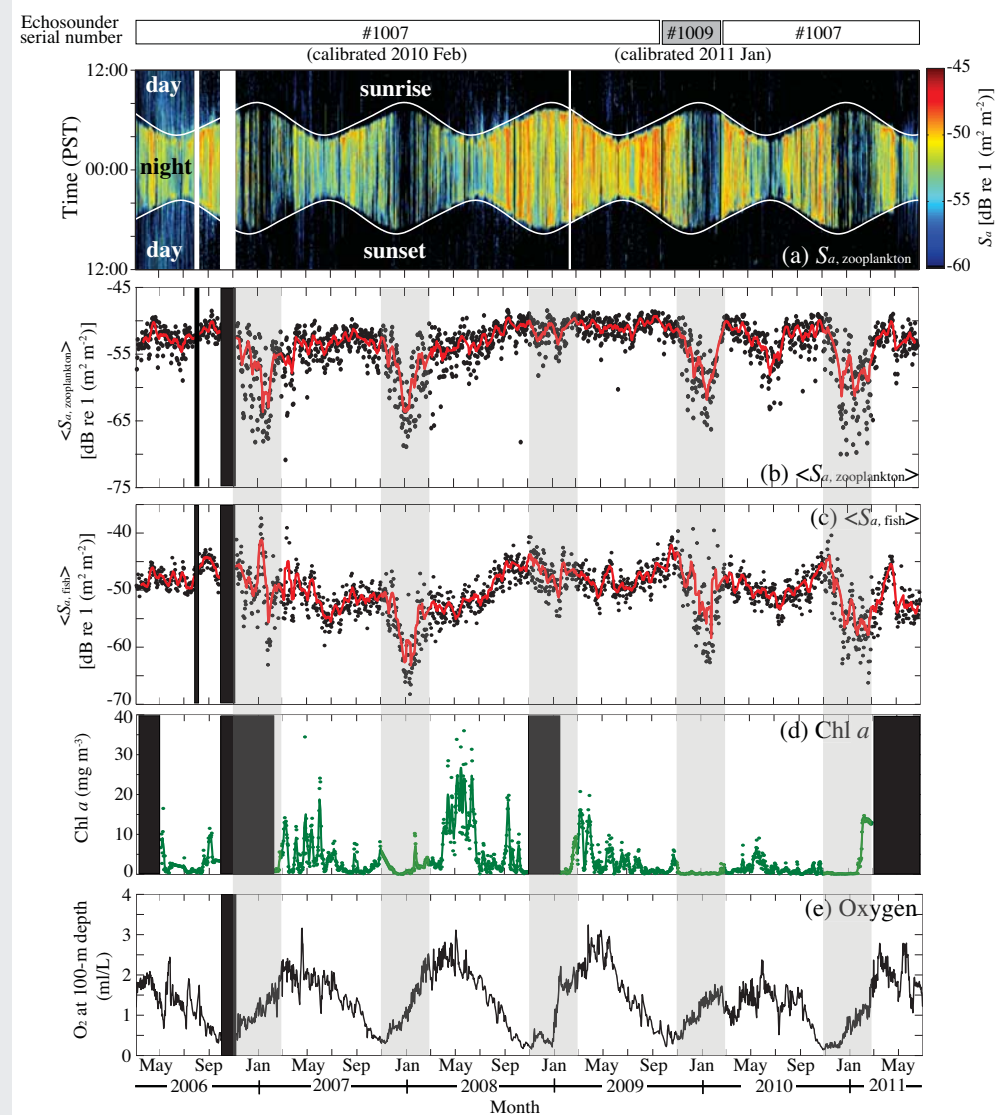 Echosounder
serial number
#1007 #1009 #1007
(calibrated 2010 Feb) (calibrated 2011 Jan)
12:00
00:00
12:00
Time (PST)
day sunrise
night
day sunset
(a) Sa, zooplankton
-45
-50
-55
-60
Sa [dB re 1 (m² m⁻²)]
-45
-55
-65
-75
<Sa, zooplankton>
[dB re 1 (m² m⁻²)]
(b) <Sa, zooplankton>
-40
-50
-60
-70
<Sa, fish>
[dB re 1 (m² m⁻²)]
(c) <Sa, fish>
40
30
20
10
0
Chl a (mg m⁻³)
(d) Chl a
4
3
2
1
0
O₂ at 100-m depth
(ml/L)
(e) Oxygen
May Sep Jan May Sep Jan May Sep Jan May Sep Jan May Sep Jan May
2006 2007 2008 2009 2010 2011
Month